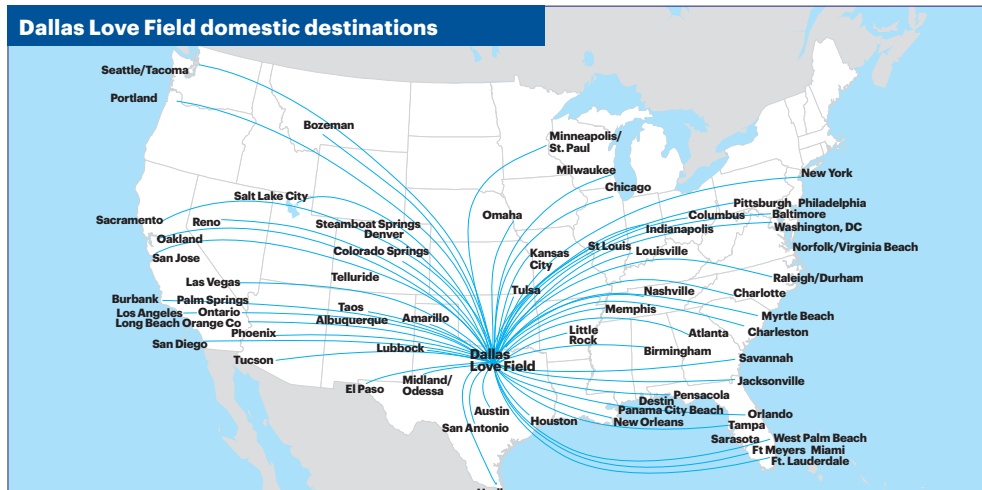 Dallas Love Field domestic destinations
Seattle/Tacoma
Portland
Bozeman
Minneapolis/
St. Paul
Milwaukee
New York
Chicago
Salt Lake City
Pittsburgh Philadelphia
Sacramento
Reno
Omaha
Columbus
Baltimore
Steamboat Springs
Denver
Indianapolis
Washington, DC
Oakland
San Jose
Colorado Springs
Kansas
City
St Louis
Louisville
Norfolk/Virginia Beach
Telluride
Raleigh/Durham
Las Vegas
Tulsa
Nashville
Charlotte
Burbank
Palm Springs
Taos
Memphis
Los Angeles
Ontario
Albuquerque
Amarillo
Myrtle Beach
Long Beach Orange Co
Phoenix
Little
Rock
Atlanta
Charleston
San Diego
Lubbock
Dallas
Love Field
Birmingham
Savannah
Tucson
El Paso
Midland/
Odessa
Jacksonville
Pensacola
Destin
Panama City Beach
Austin
Houston
New Orleans
Orlando
San Antonio
Tampa
Sarasota
West Palm Beach
Ft Meyers Miami
Ft. Lauderdale